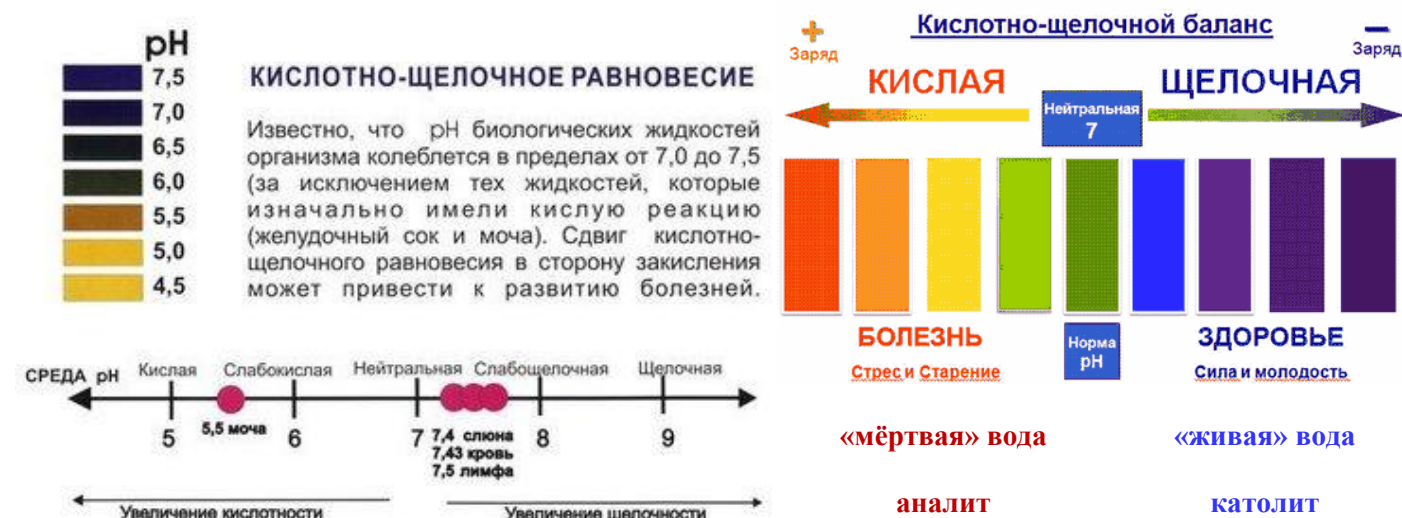 pH
7,5
7,0
6,5
6,0
5,5
5,0
4,5
КИСЛОТНО-ЩЕЛОЧНОЕ РАВНОВЕСИЕ
Известно, что pH биологических жидкостей
организма колеблется в пределах от 7,0 до 7,5
(за исключением тех жидкостей, которые
изначально имели кислую реакцию
(желудочный сок и моча). Сдвиг кислотно-
щелочного равновесия в сторону закисления
может привести к развитию болезней.
СРЕДА pH
Кислая Слабокислая Нейтральная Слабощелочная Щелочная
5 6 7 8 9
5,5 моча
7,4 слюна
7,43 кровь
7,5 лимфа
Увеличение кислотности
Увеличение щелочности
Кислотно-щелочной баланс
+
Заряд
–
Заряд
КИСЛАЯ
Нейтральная
7
ЩЕЛОЧНАЯ
БОЛЕЗНЬ
Стрес и Старение
Норма
pH
ЗДОРОВЬЕ
Сила и молодость
«мёртвая» вода
«живая» вода
аналит
католит